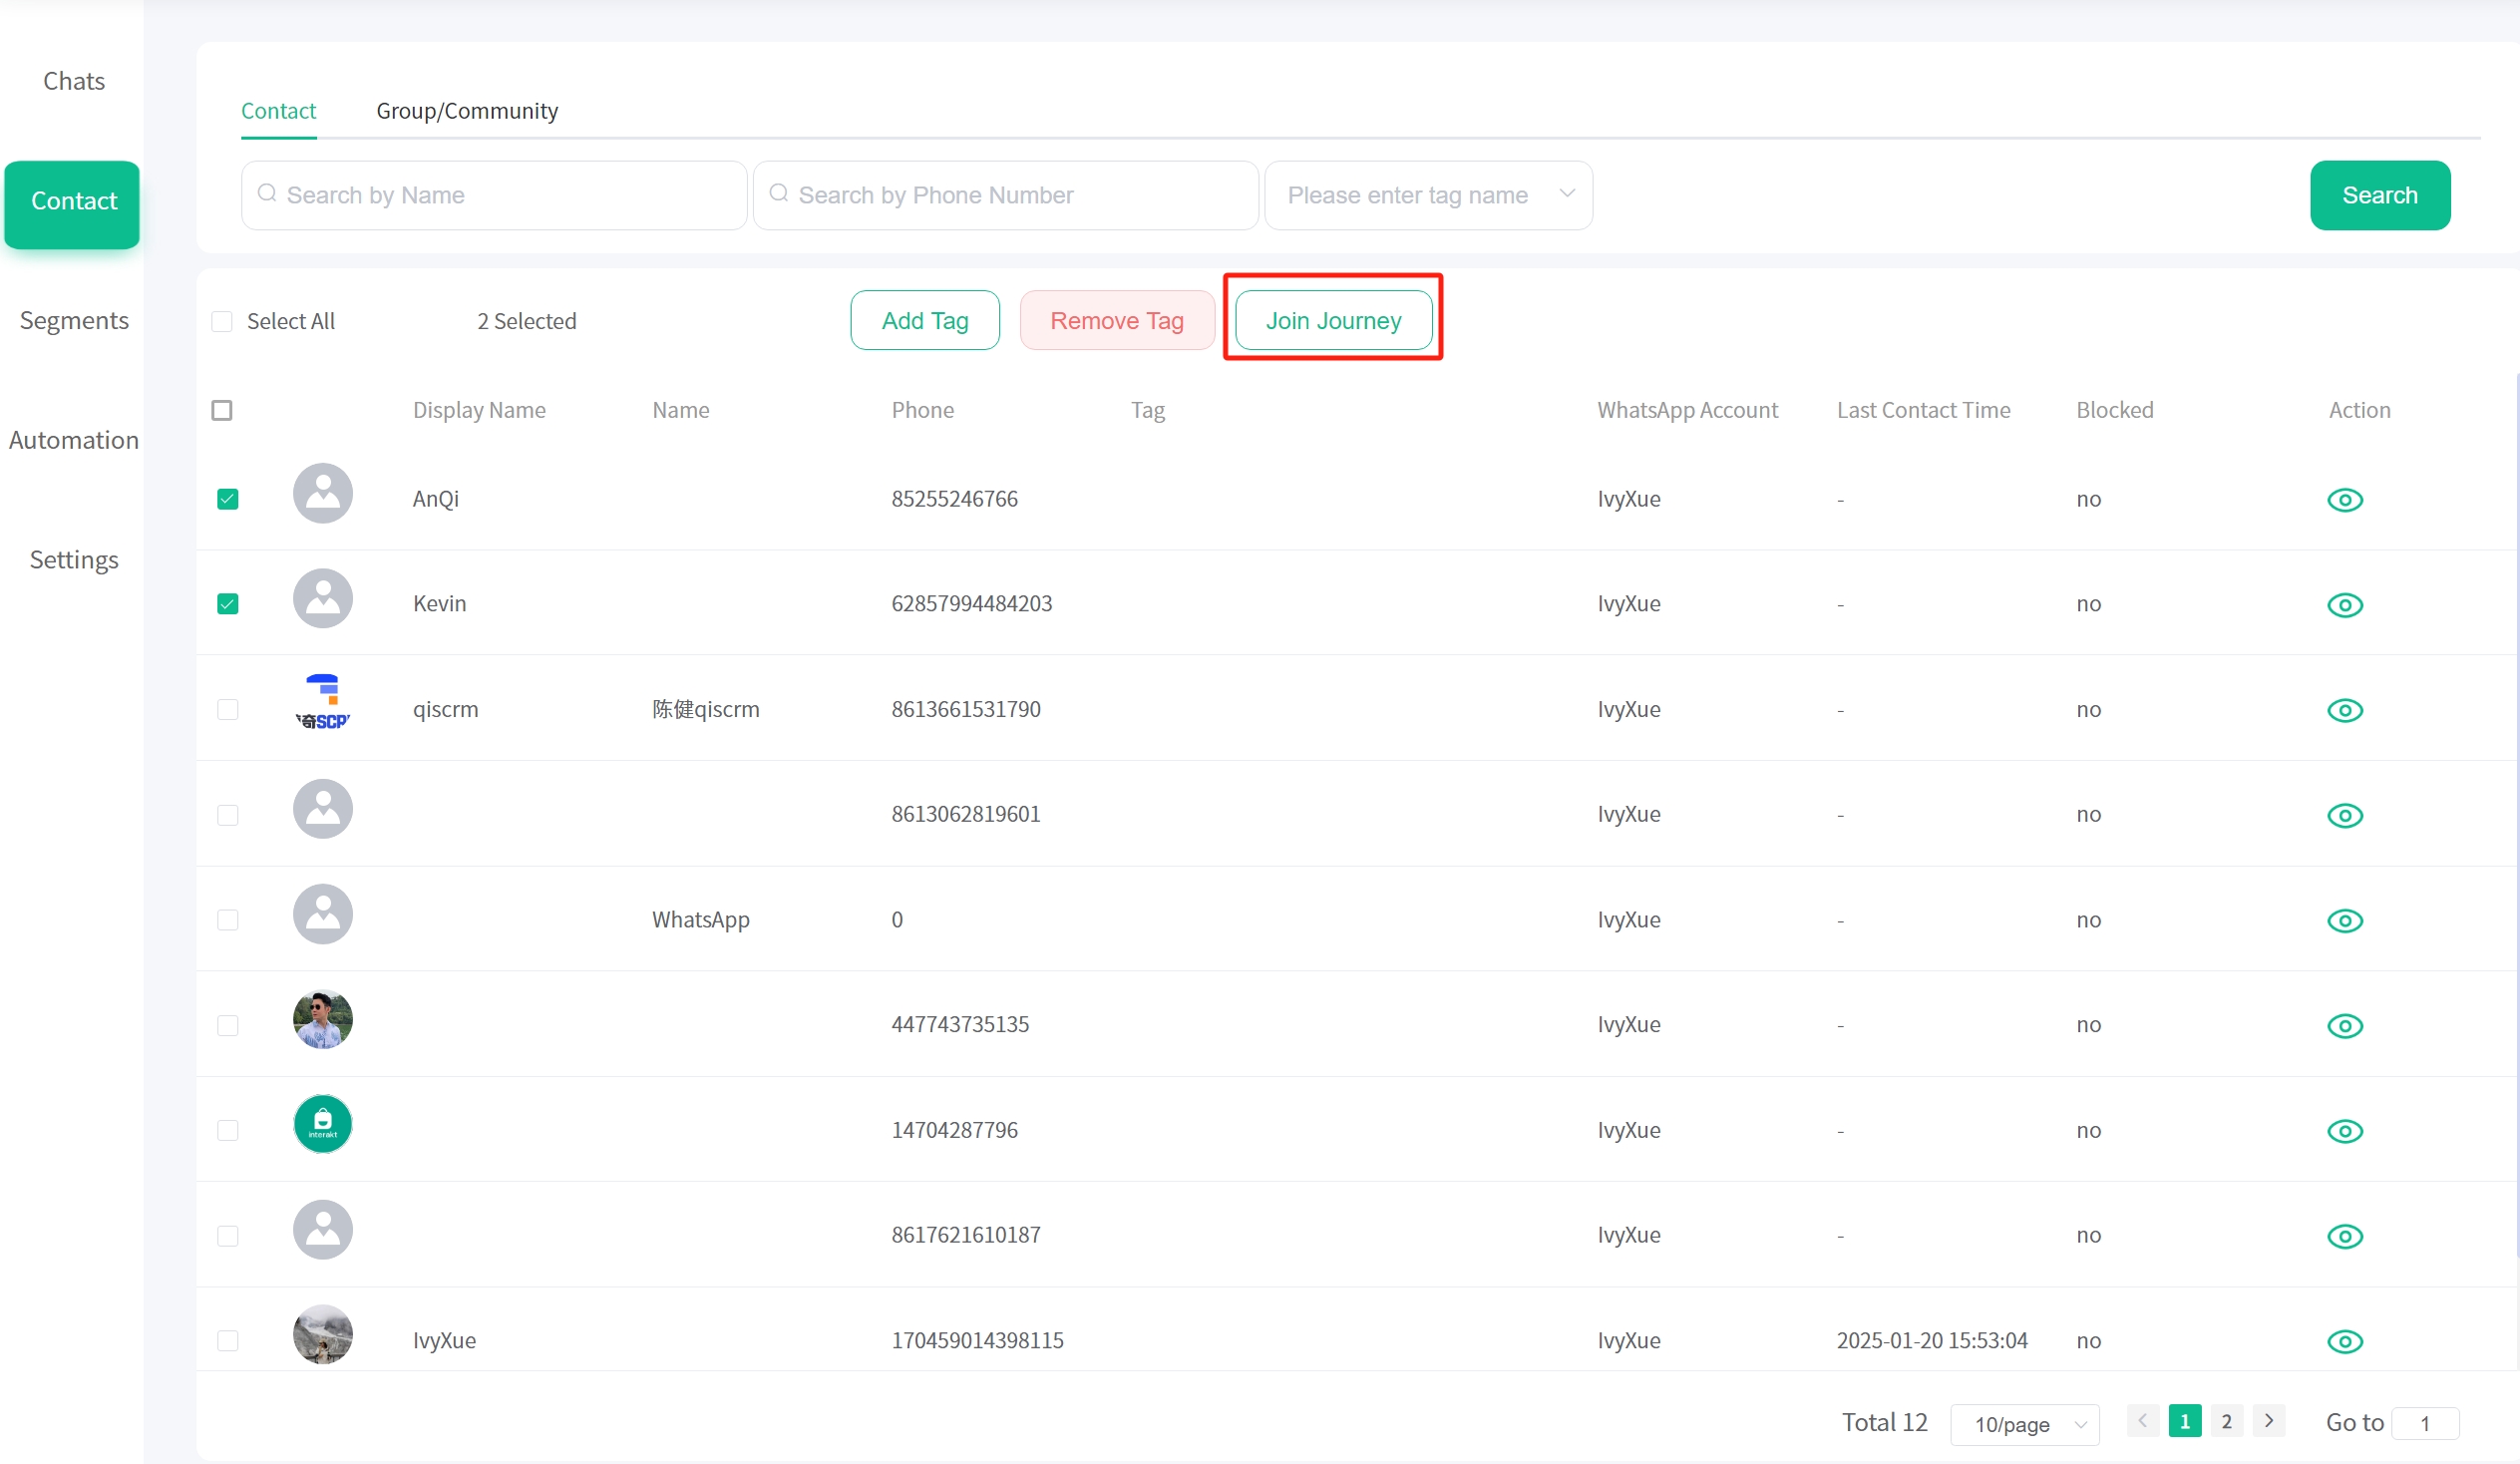 Chats
Contact
Segments
Automation
Settings
Contact Group/Community
Search by Name Search by Phone Number Please enter tag name Search
Select All 2 Selected Add Tag Remove Tag Join Journey
Display Name Name Phone Tag WhatsApp Account Last Contact Time Blocked Action
AnQi 85255246766 IvyXue - no
Kevin 62857994484203 IvyXue - no
奇SCR
qiscrm 陈健qiscrm 8613661531790 IvyXue - no
8613062819601 IvyXue - no
WhatsApp 0 IvyXue - no
447743735135 IvyXue - no
interakt
14704287796 IvyXue - no
8617621610187 IvyXue - no
IvyXue 170459014398115 IvyXue 2025-01-20 15:53:04 no
Total 12 10/page < 1 2 > Go to 1